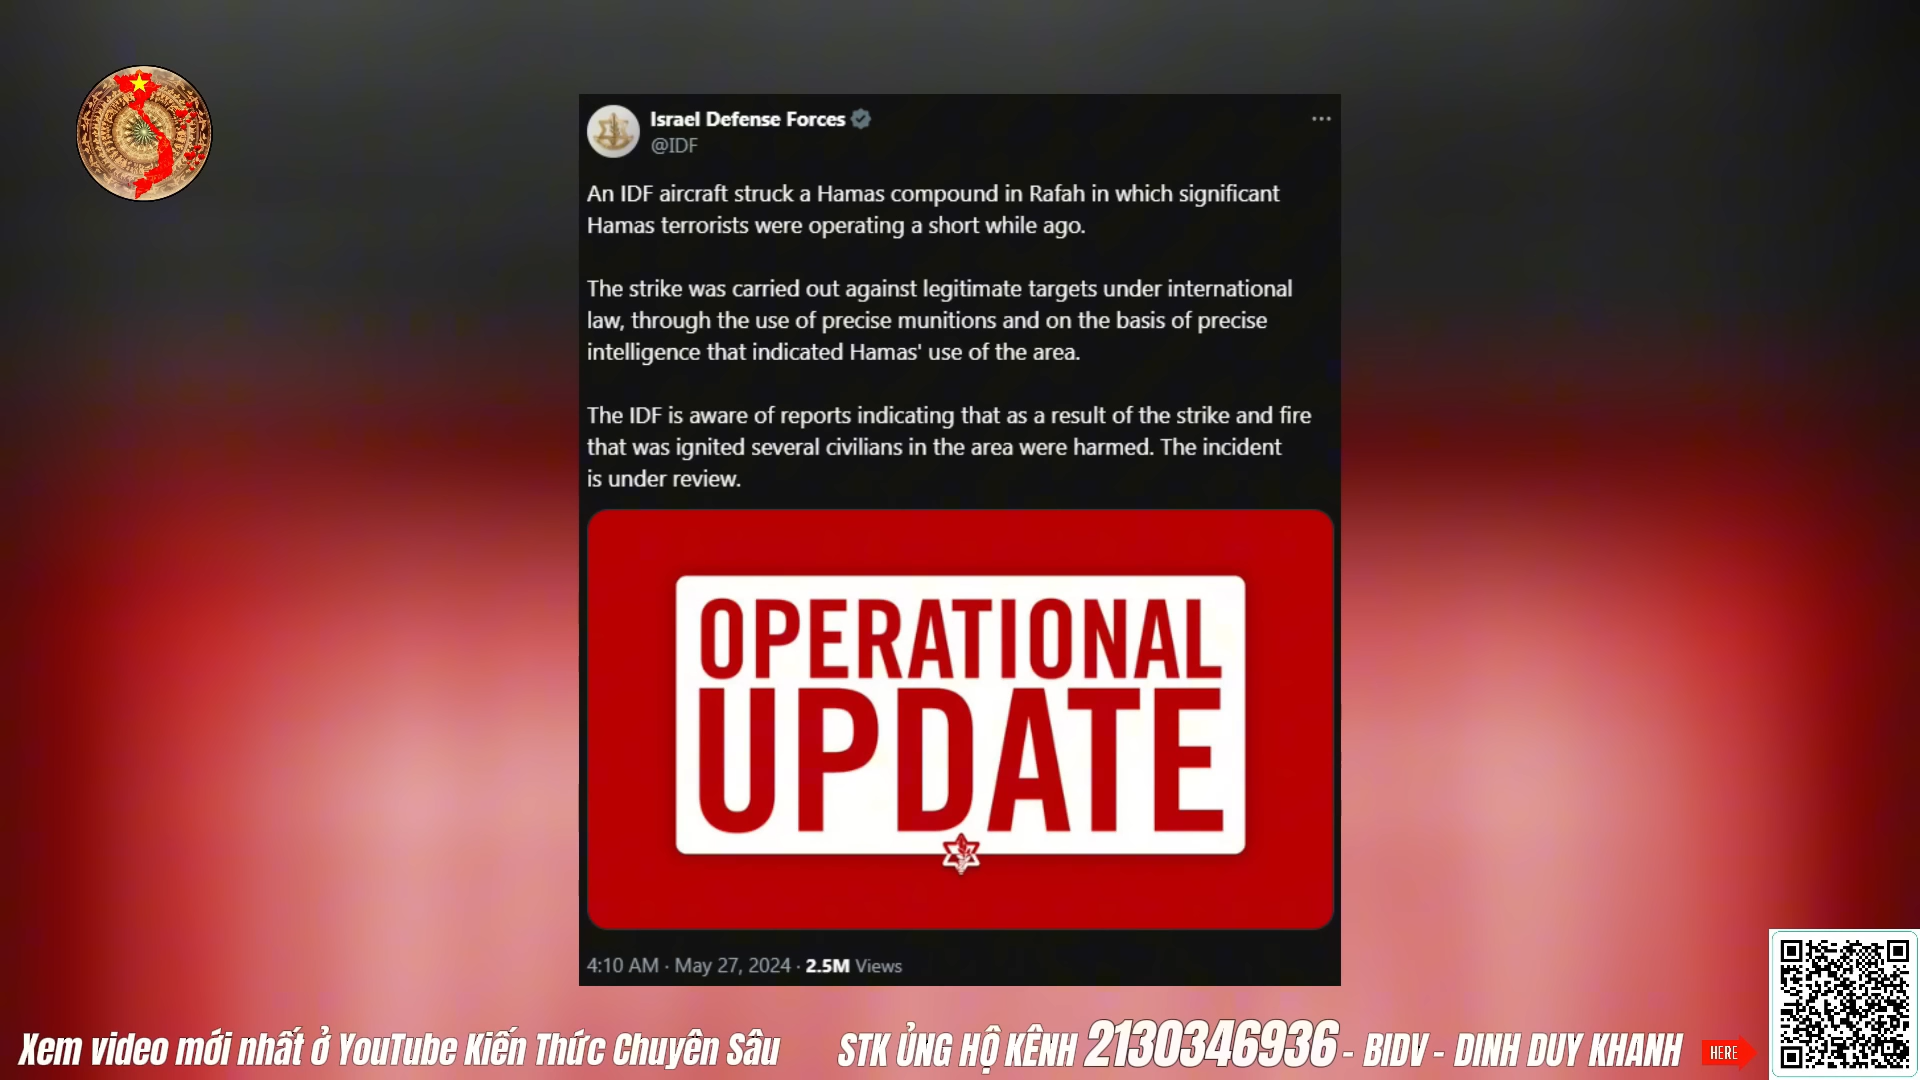 Israel Defense Forces
@IDF
An IDF aircraft struck a Hamas compound in Rafah in which significant
Hamas terrorists were operating a short while ago.
The strike was carried out against legitimate targets under international
law, through the use of precise munitions and on the basis of precise
intelligence that indicated Hamas' use of the area.
The IDF is aware of reports indicating that as a result of the strike and fire
that was ignited several civilians in the area were harmed. The incident
is under review.
OPERATIONAL
UPDATE
4:10 AM · May 27, 2024 · 2.5M Views
Xem video mới nhất ở YouTube Kiến Thức Chuyên Sâu
STK ỦNG HỘ KÊNH 2130346936 - BIDV - DINH DUY KHANH
HERE